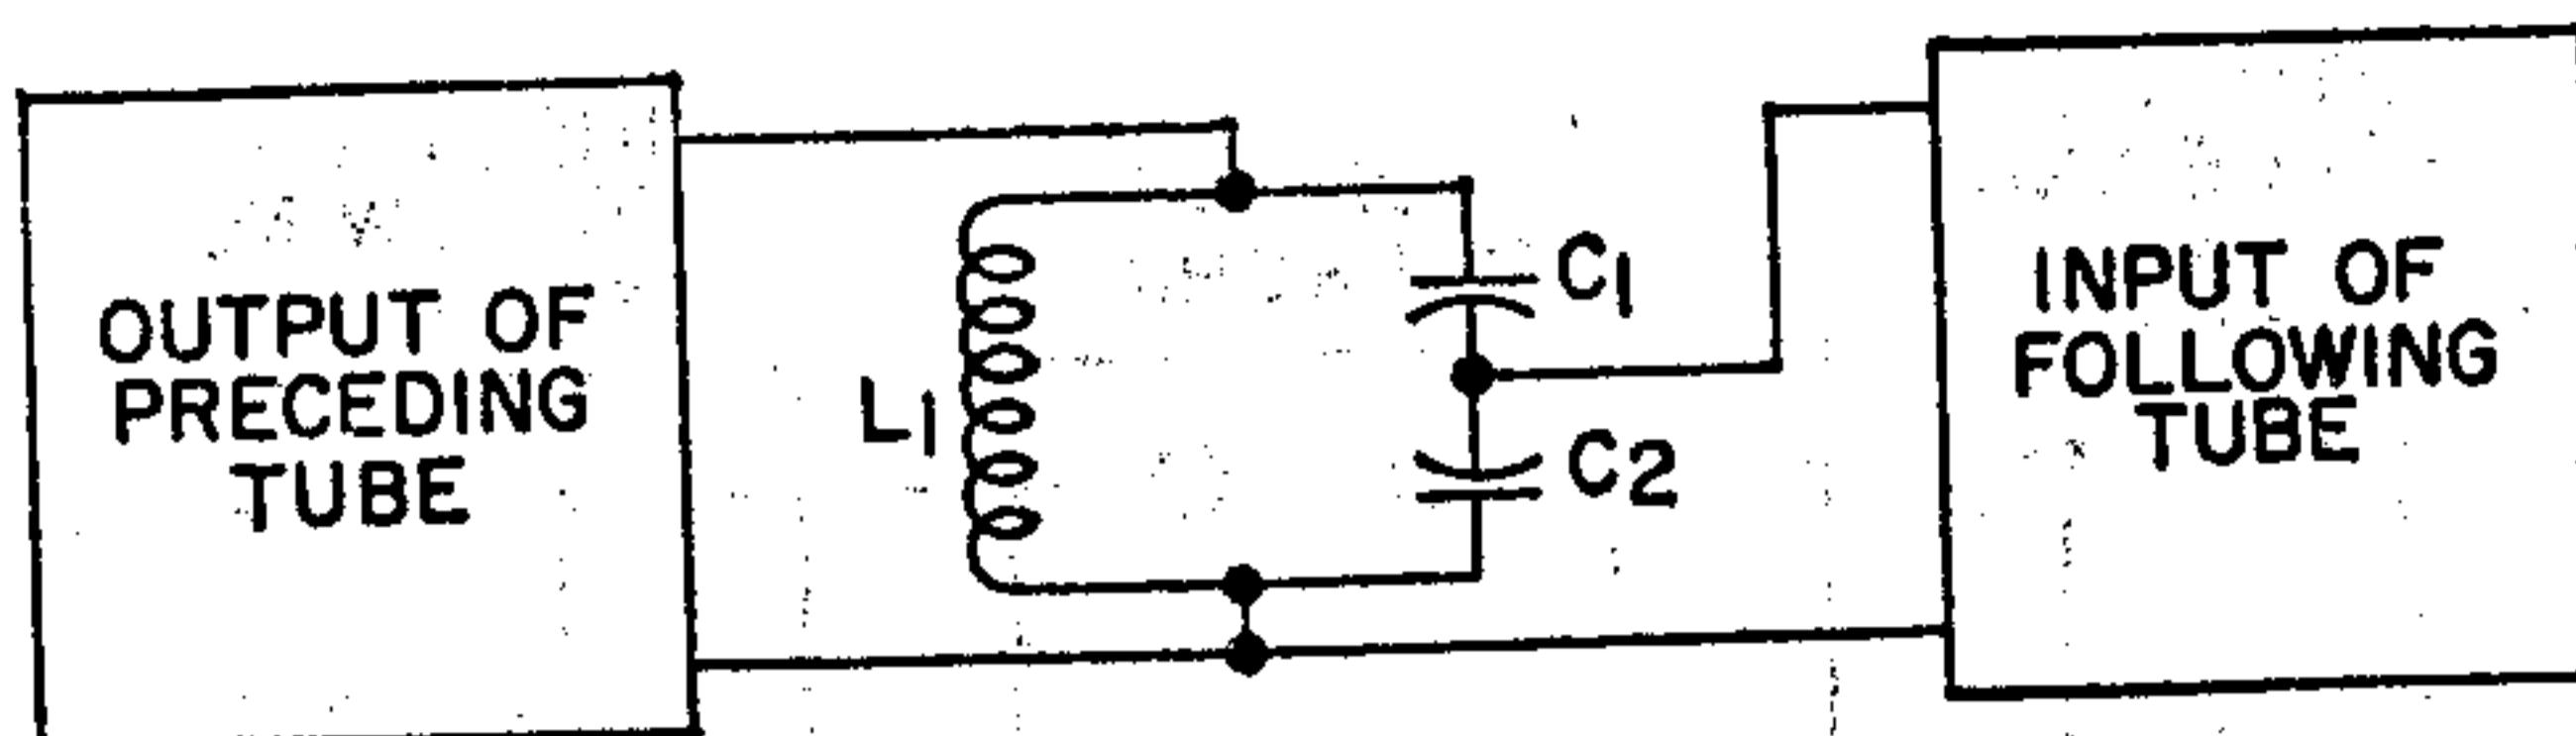 OUTPUT OF
PRECEDING
TUBE
L1
C1
C2
INPUT OF
FOLLOWING
TUBE